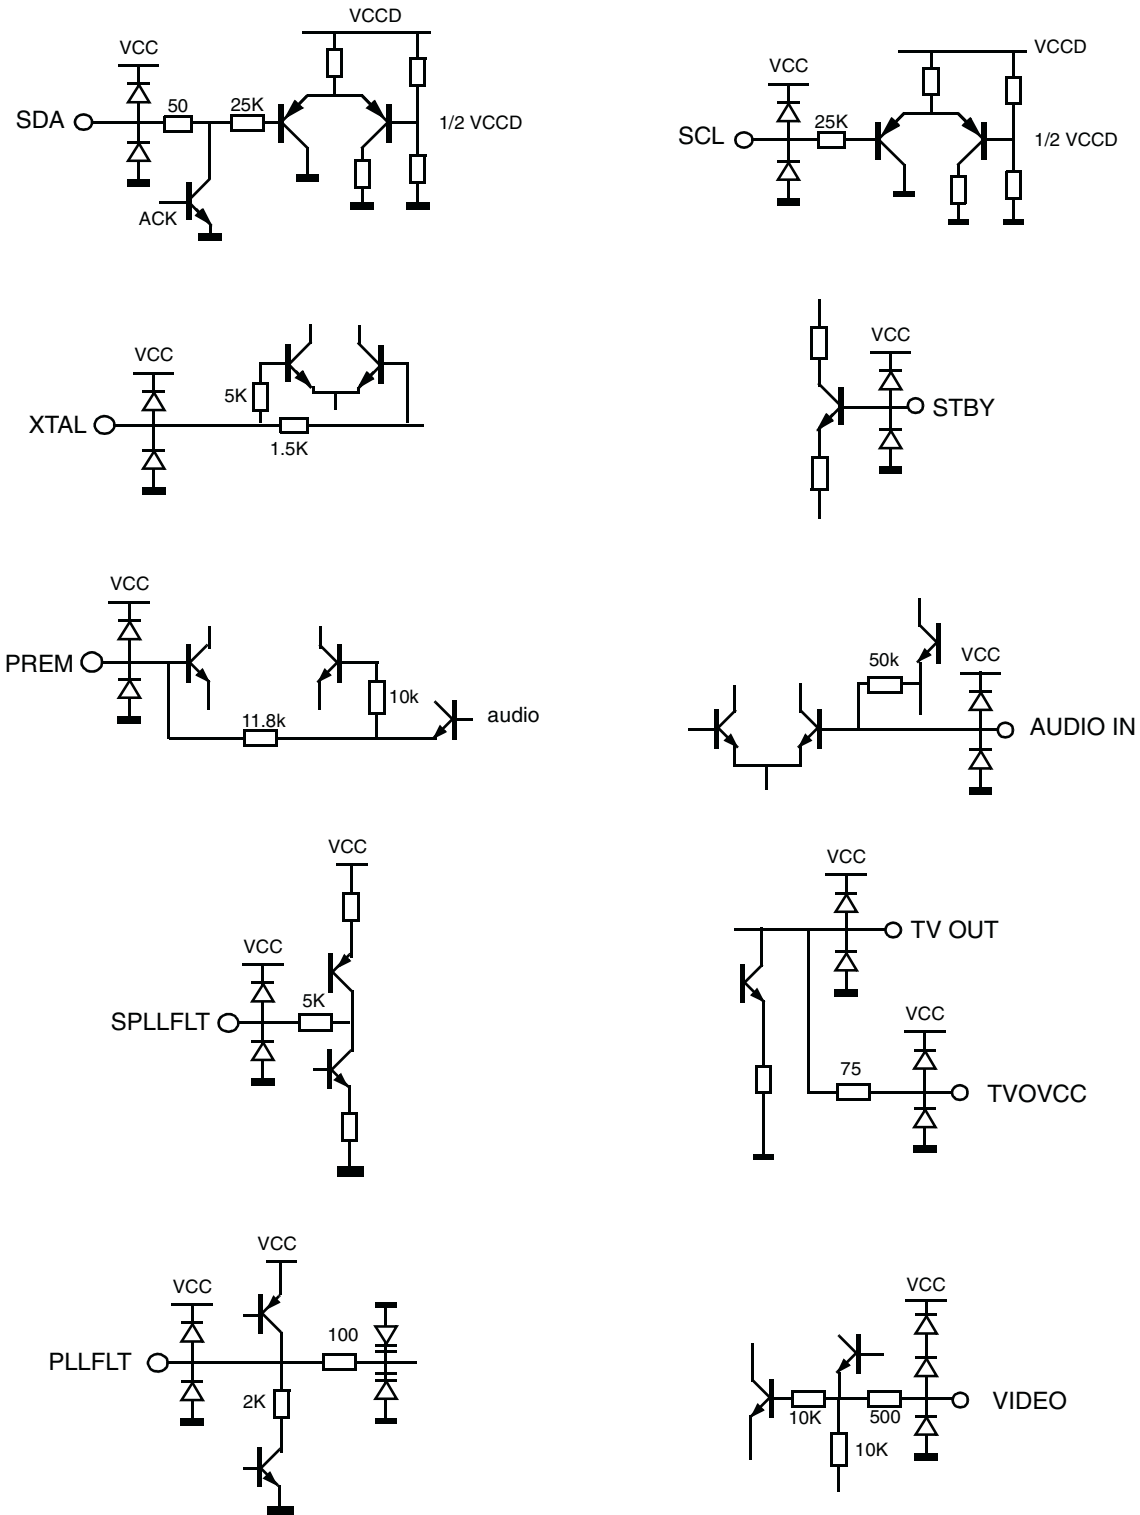 VCCD
VCC
50
25K
SDA
1/2 VCCD
ACK
VCCD
VCC
25K
SCL
1/2 VCCD
VCC
5K
XTAL
1.5K
VCC
STBY
VCC
PREM
10k
11.8k
audio
50k
VCC
AUDIO IN
VCC
VCC
5K
SPLLFLT
VCC
TV OUT
VCC
75
TVOVCC
VCC
VCC
100
PLLFLT
2K
VCC
10K
500
VIDEO
10K